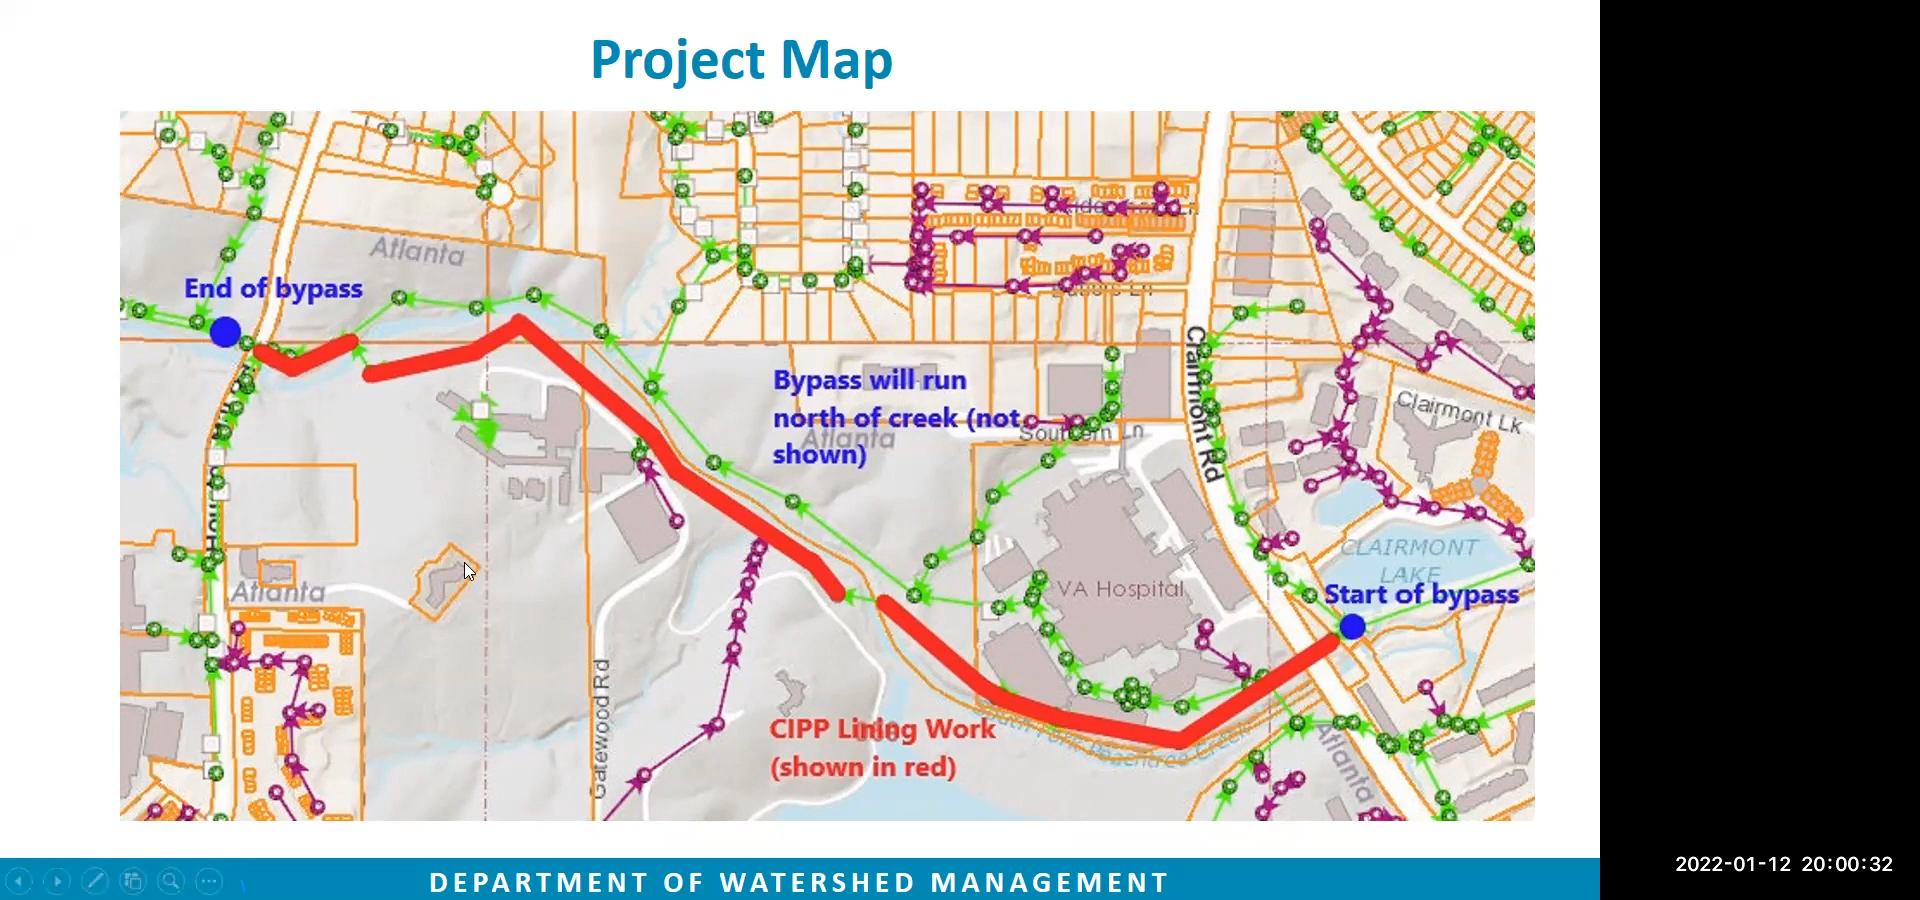 Project Map
Atlanta
End of bypass
Bypass will run
north of creek (not
shown)
Atlanta
Southern Ln
Clairmont Rd
Clairmont Lk
CLAIRMONT
LAKE
Start of bypass
VA Hospital
Atlanta
Gatewood Rd
CIPP Lining Work
(shown in red)
Peachtree Creek
Atlanta
DEPARTMENT OF WATERSHED MANAGEMENT
2022-01-12 20:00:32